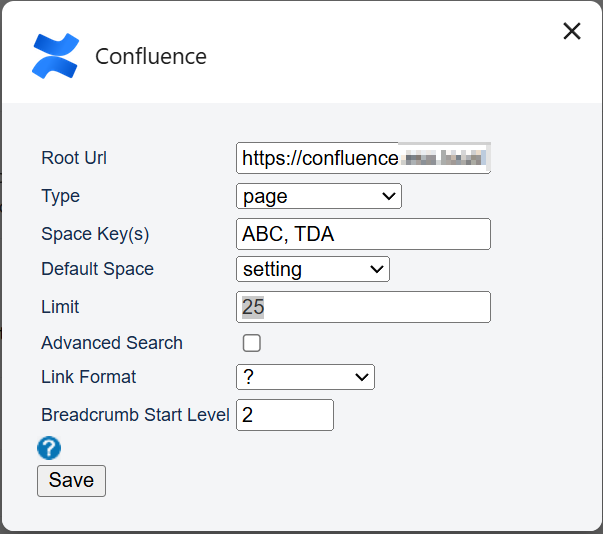 Confluence
Root Url https://confluence
Type page
Space Key(s) ABC, TDA
Default Space setting
Limit 25
Advanced Search
Link Format ?
Breadcrumb Start Level 2
?
Save